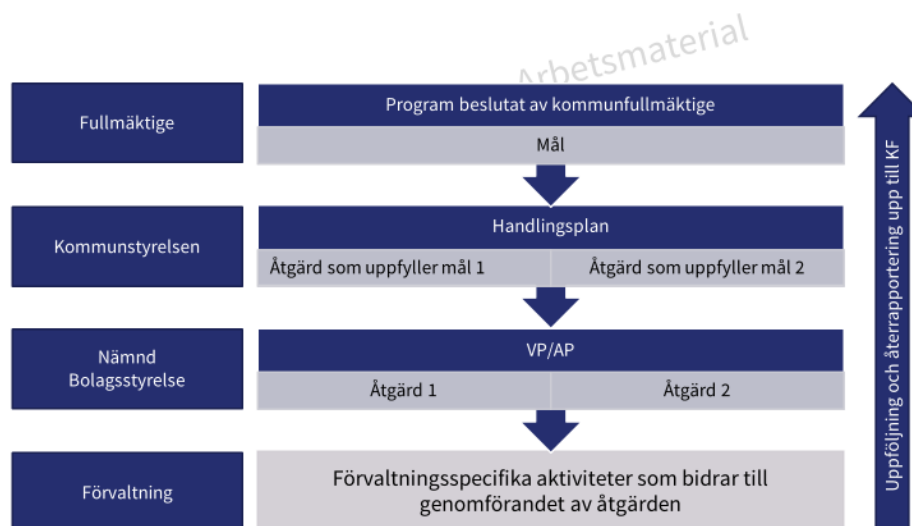 Arbetsmaterial
Fullmäktige
Program beslutat av kommunfullmäktige
Mål
Kommunstyrelsen
Handlingsplan
Åtgärd som uppfyller mål 1
Åtgärd som uppfyller mål 2
Nämnd
Bolagsstyrelse
VP/AP
Åtgärd 1
Åtgärd 2
Förvaltning
Förvaltningsspecifika aktiviteter som bidrar till
genomförandet av åtgärden
Uppföljning och återrapportering upp till KF